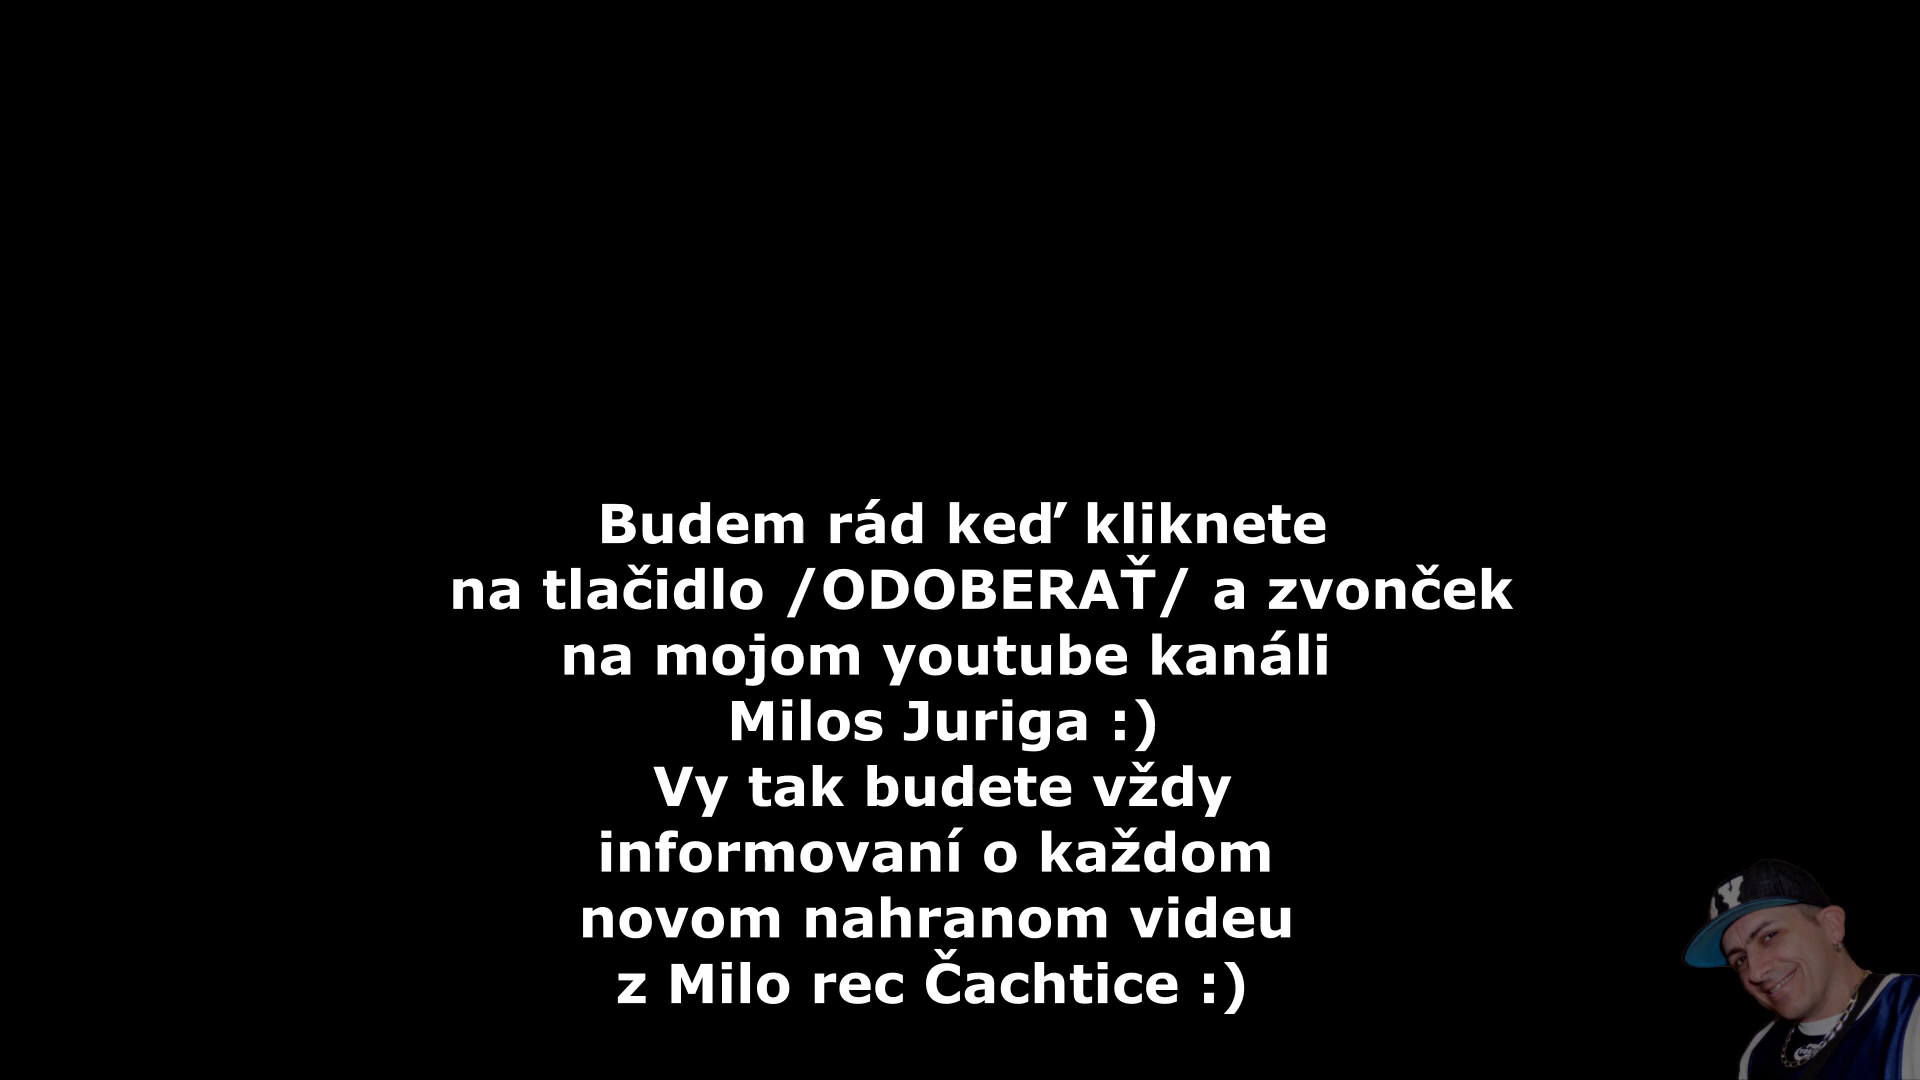 Budem rád keď kliknete
na tlačidlo /ODOBERAŤ/ a zvonček
na mojom youtube kanáli
Milos Juriga :)
Vy tak budete vždy
informovaní o každom
novom nahranom videu
z Milo rec Čachtice :)